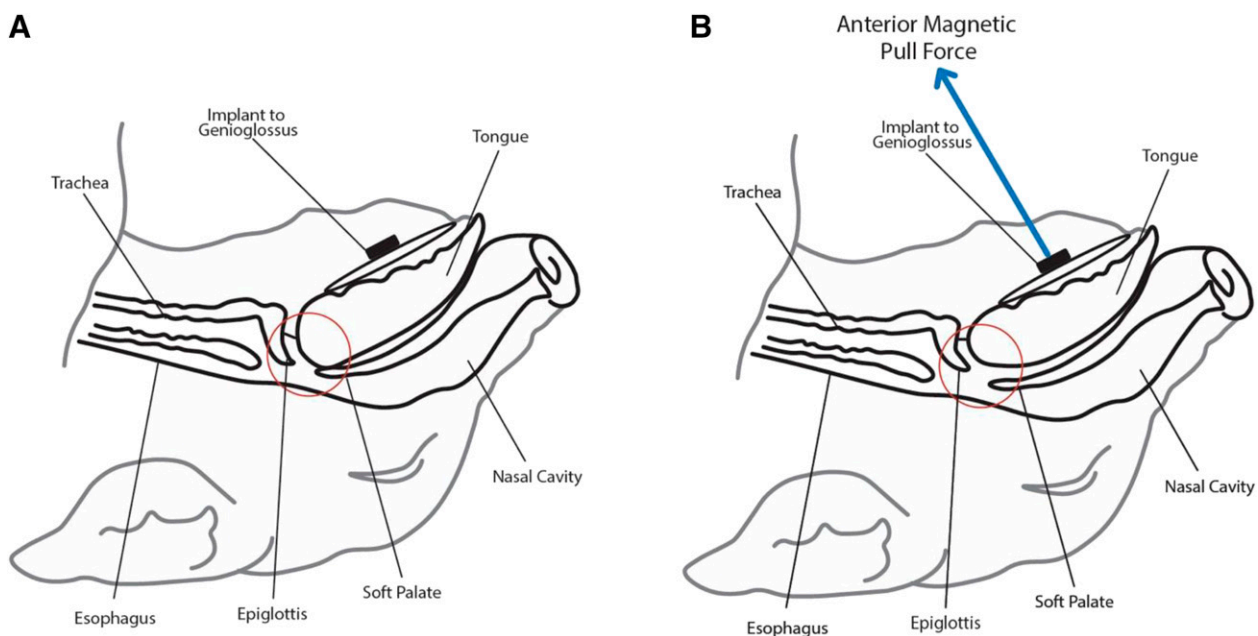 A
Implant to
Genioglossus
Tongue
Trachea
Nasal Cavity
Soft Palate
Epiglottis
Esophagus
B
Anterior Magnetic
Pull Force
Implant to
Genioglossus
Tongue
Trachea
Nasal Cavity
Soft Palate
Epiglottis
Esophagus